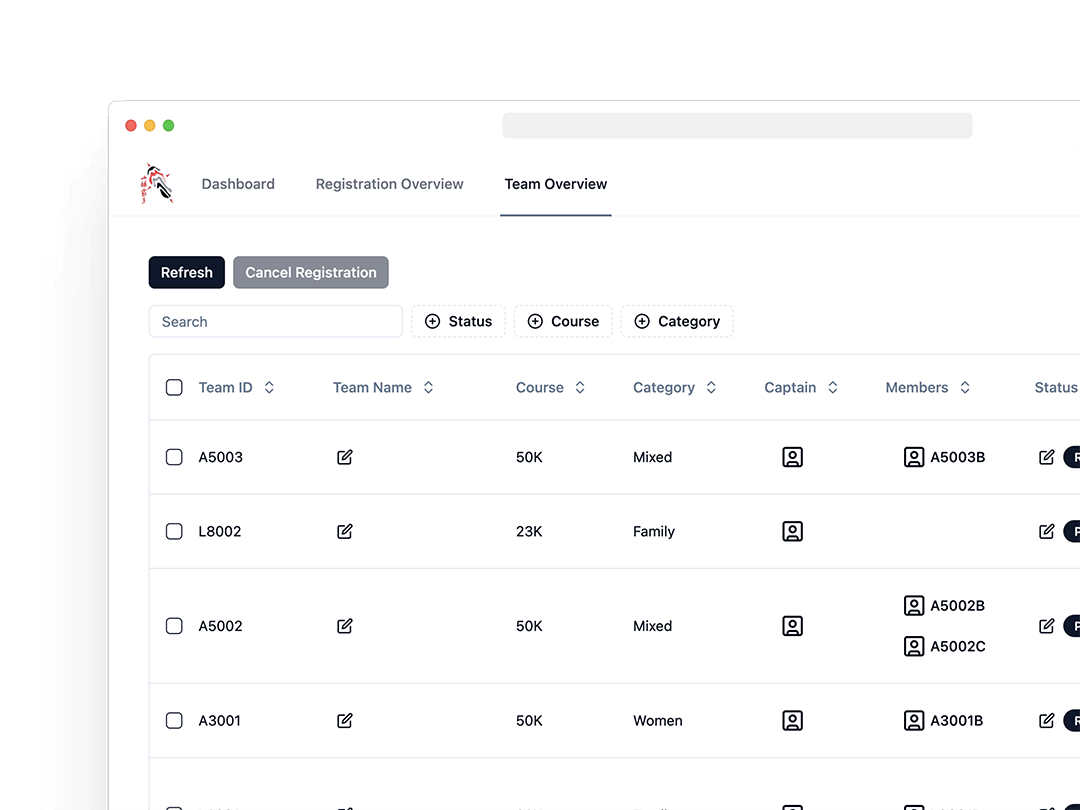 Dashboard
Registration Overview
Team Overview
Refresh
Cancel Registration
Search
Status
Course
Category
Team ID
Team Name
Course
Category
Captain
Members
Status
A5003
50K
Mixed
A5003B
L8002
23K
Family
A5002
50K
Mixed
A5002B
A5002C
A3001
50K
Women
A3001B